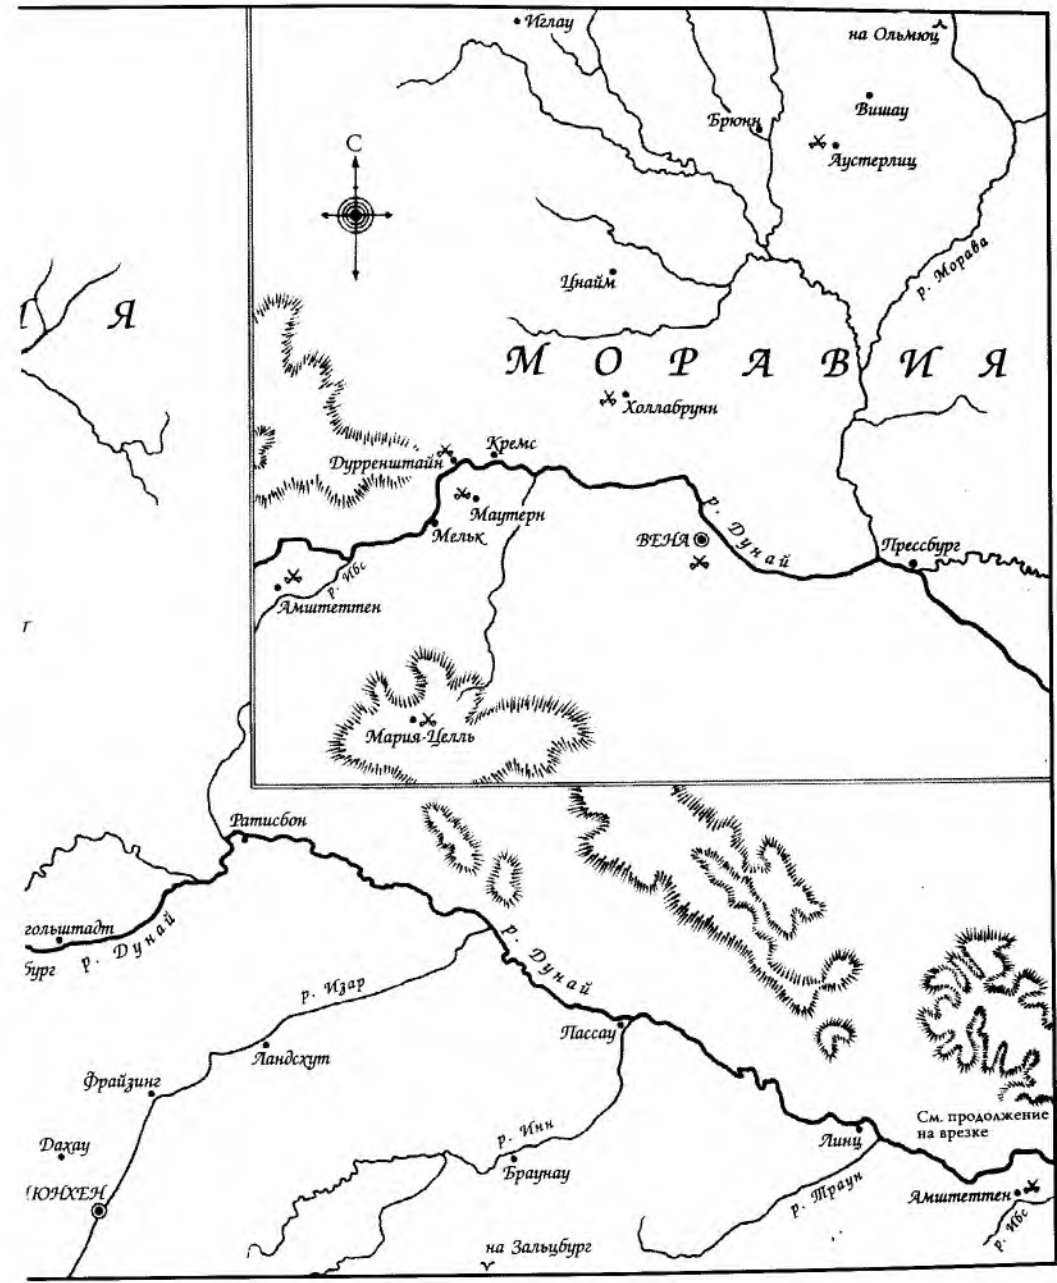 Иглау
на Ольмюц
Вишау
Брюнн
Аустерлиц
С
Цнайм
р. Морава
Я
МОРАВИЯ
Холлабрунн
Кремс
Дурренштайн
Маутерн
Мельк
р. Дунай
ВЕНА
Прессбург
р. Ибс
Амштеттен
Мария-Целль
Ратисбон
гольштадт
р. Дунай
бург
р. Дунай
р. Изар
Пассау
Ландсхут
Фрайзинг
См. продолжение
на врезке
р. Инн
Линц
Дахау
Браунау
р. Траун
ЮНХЕН
Амштеттен
р. Ибс
на Зальцбург